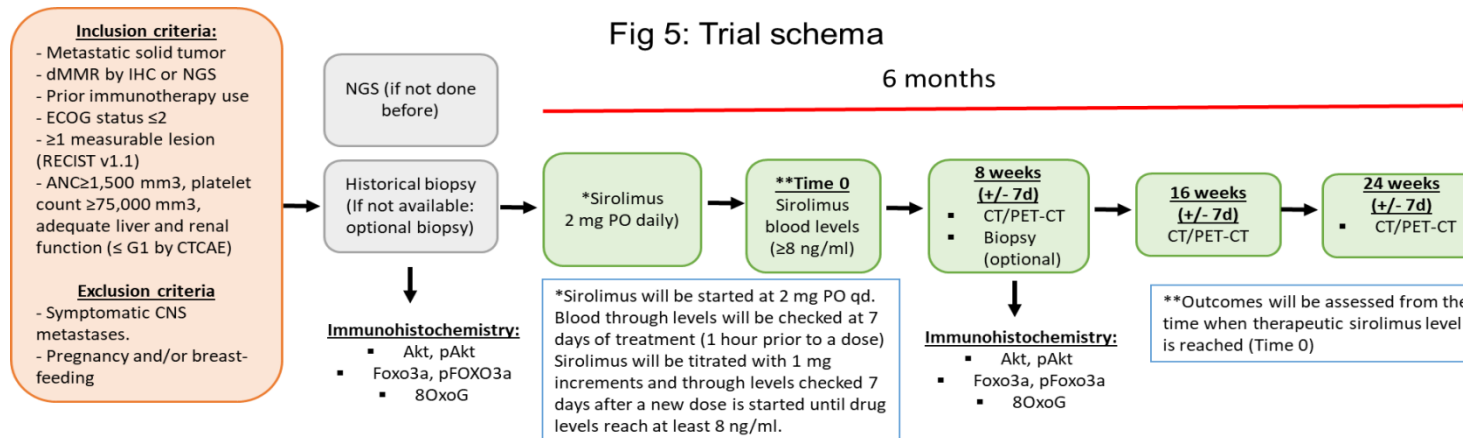 Fig 5: Trial schema
6 months
Inclusion criteria:
- Metastatic solid tumor
- dMMR by IHC or NGS
- Prior immunotherapy use
- ECOG status ≤2
- ≥1 measurable lesion
(RECIST v1.1)
- ANC≥1,500 mm3, platelet
count ≥75,000 mm3,
adequate liver and renal
function (≤ G1 by CTCAE)
Exclusion criteria
- Symptomatic CNS
metastases.
- Pregnancy and/or breast-
feeding
NGS (if not done
before)
Historical biopsy
(If not available:
optional biopsy)
Immunohistochemistry:
▪ Akt, pAkt
▪ Foxo3a, pFOXO3a
▪ 8OxoG
*Sirolimus
2 mg PO daily)
**Time 0
Sirolimus
blood levels
(≥8 ng/ml)
*Sirolimus will be started at 2 mg PO qd.
Blood through levels will be checked at 7
days of treatment (1 hour prior to a dose)
Sirolimus will be titrated with 1 mg
increments and through levels checked 7
days after a new dose is started until drug
levels reach at least 8 ng/ml.
8 weeks
(+/- 7d)
▪ CT/PET-CT
▪ Biopsy
(optional)
Immunohistochemistry:
▪ Akt, pAkt
▪ Foxo3a, pFoxo3a
▪ 8OxoG
16 weeks
(+/- 7d)
CT/PET-CT
24 weeks
(+/- 7d)
▪ CT/PET-CT
**Outcomes will be assessed from the
time when therapeutic sirolimus level
is reached (Time 0)